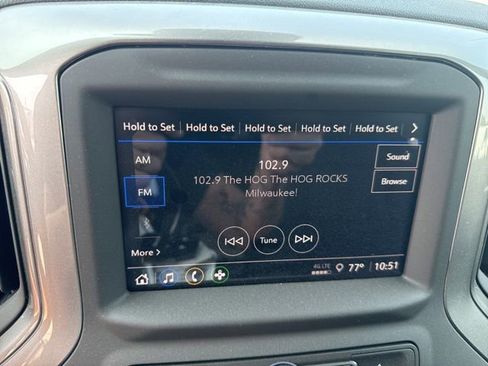 Hold to Set Hold to Set Hold to Set Hold to Set Hold to Set >
AM
102.9
Sound
102.9 The HOG The HOG ROCKS
Milwaukee!
FM
Browse
Tune
More >
4G LTE
77° 10:51